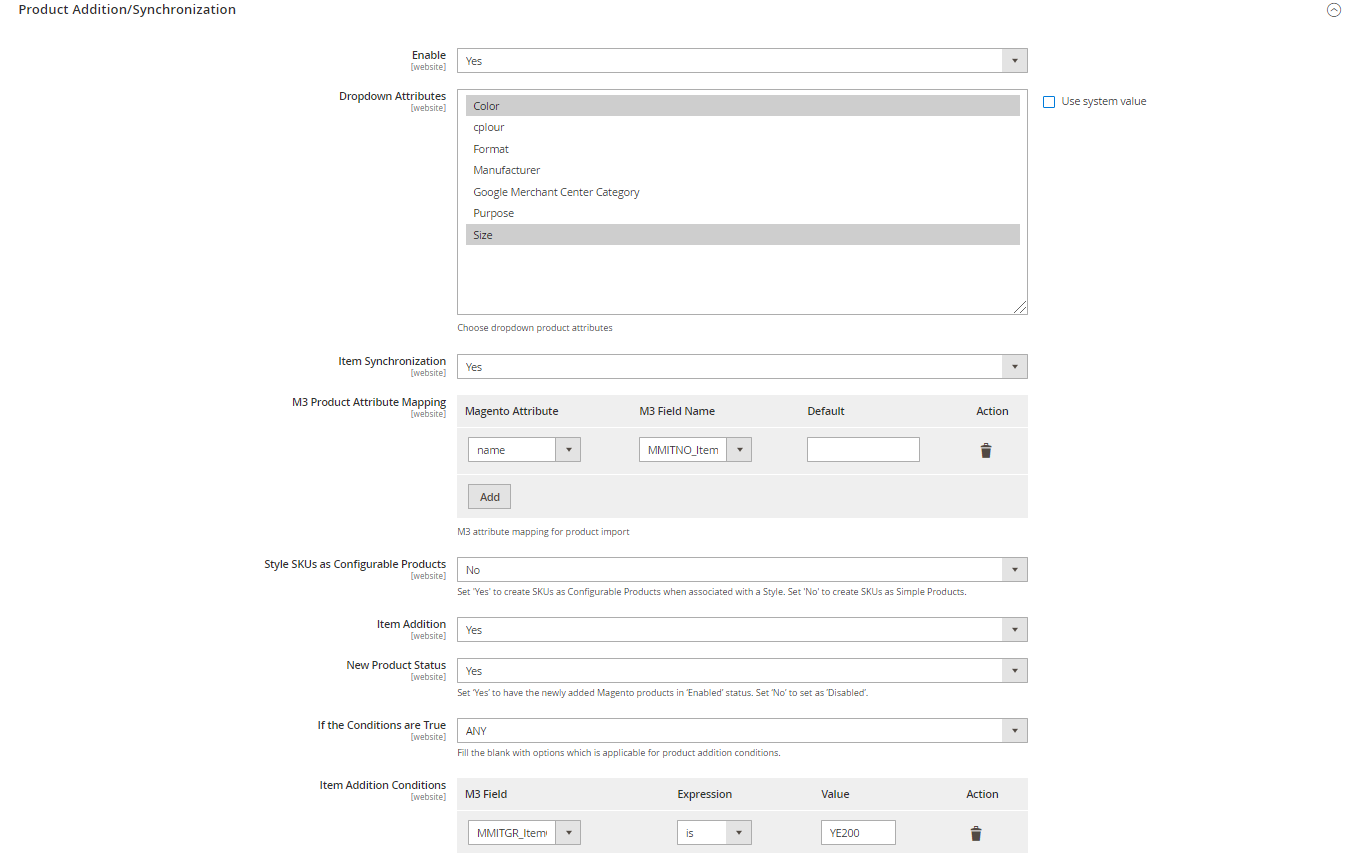 Product Addition/Synchronization
Enable
[website]
Yes
Dropdown Attributes
[website]
Color
cplour
Format
Manufacturer
Google Merchant Center Category
Purpose
Size
Use system value
Choose dropdown product attributes
Item Synchronization
[website]
Yes
M3 Product Attribute Mapping
[website]
Magento Attribute M3 Field Name Default Action
name MMITNO_Item
Add
M3 attribute mapping for product import
Style SKUs as Configurable Products
[website]
No
Set 'Yes' to create SKUs as Configurable Products when associated with a Style. Set 'No' to create SKUs as Simple Products.
Item Addition
[website]
Yes
New Product Status
[website]
Yes
Set 'Yes' to have the newly added Magento products in 'Enabled' status. Set 'No' to set as 'Disabled'.
If the Conditions are True
[website]
ANY
Fill the blank with options which is applicable for product addition conditions.
Item Addition Conditions
[website]
M3 Field Expression Value Action
MMITGR_Item is YE200